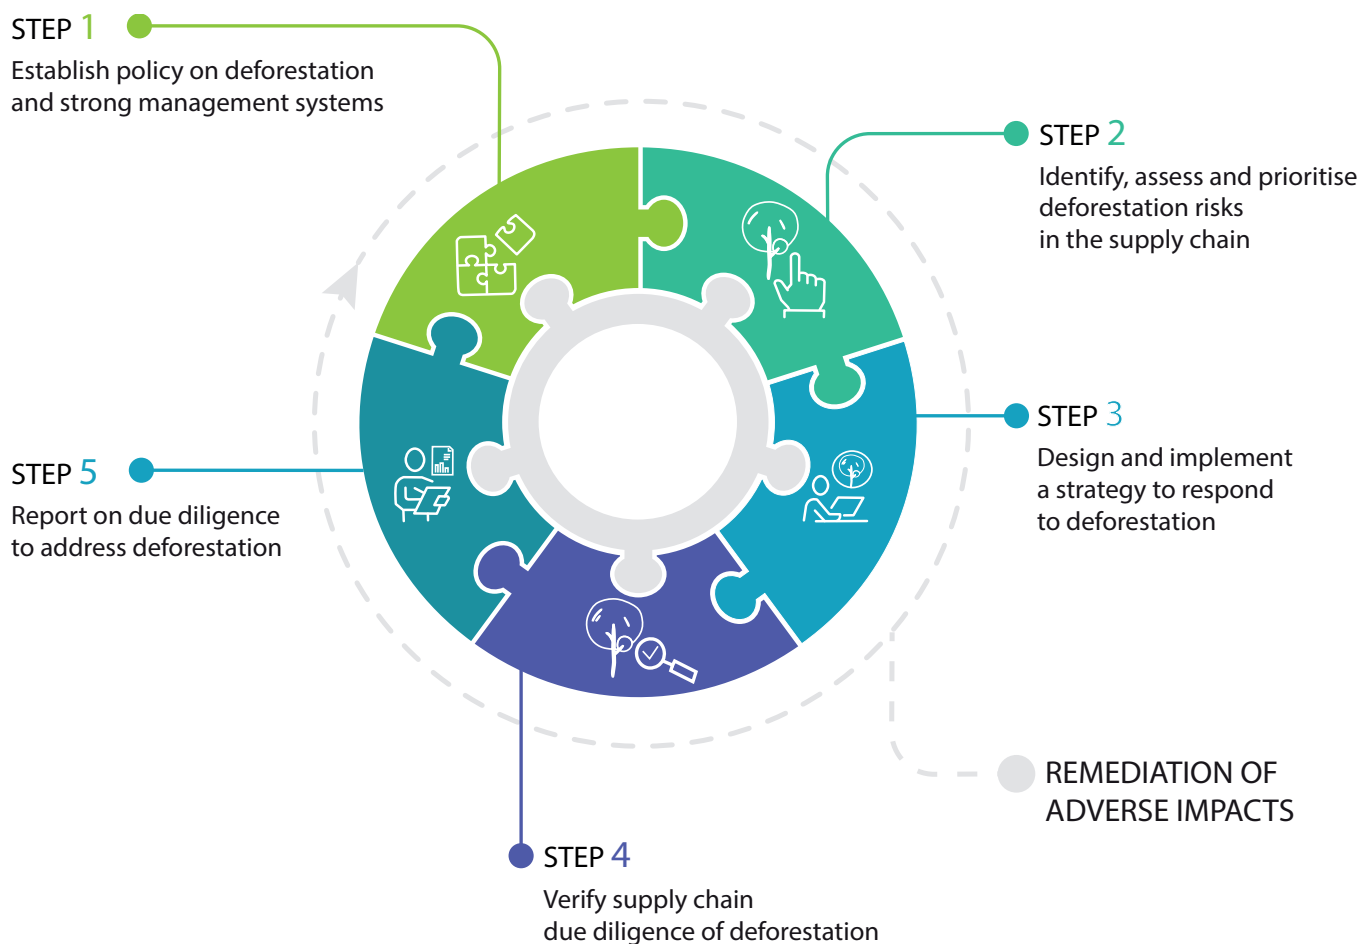 STEP 1
Establish policy on deforestation
and strong management systems
STEP 2
Identify, assess and prioritise
deforestation risks
in the supply chain
STEP 3
Design and implement
a strategy to respond
to deforestation
STEP 5
Report on due diligence
to address deforestation
REMEDIATION OF
ADVERSE IMPACTS
STEP 4
Verify supply chain
due diligence of deforestation